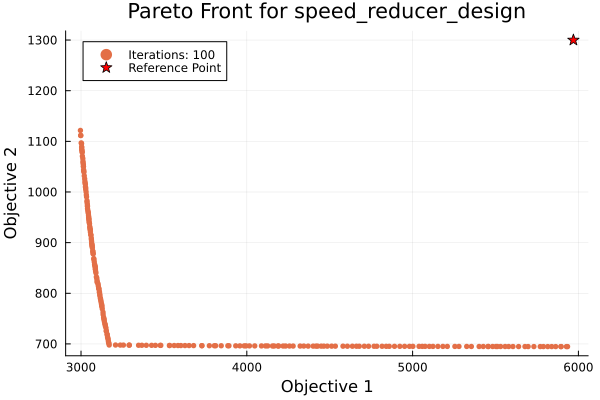 Pareto Front for speed_reducer_design
Iterations: 100
Reference Point
Objective 2
1300
1200
1100
1000
900
800
700
3000
4000
5000
6000
Objective 1